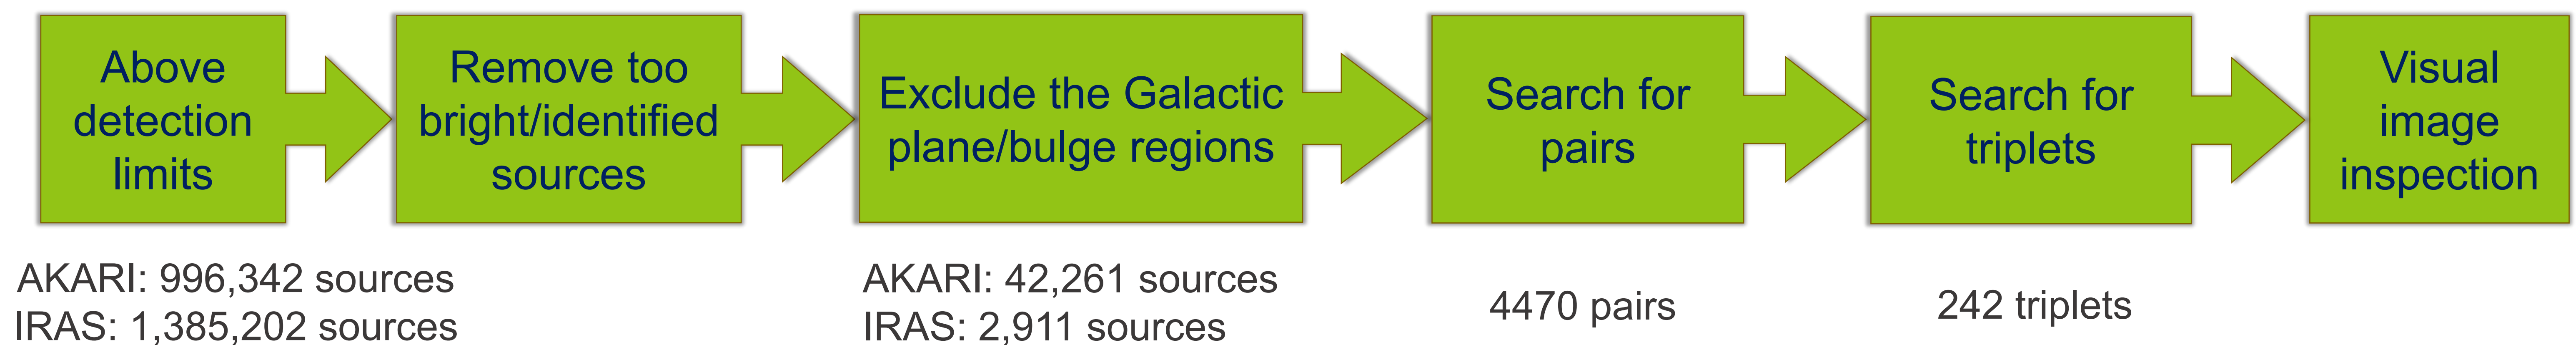 Above
detection
limits
Remove too
bright/identified
sources
Exclude the Galactic
plane/bulge regions
Search for
pairs
Search for
triplets
Visual
image
inspection
AKARI: 996,342 sources
IRAS: 1,385,202 sources
AKARI: 42,261 sources
IRAS: 2,911 sources
4470 pairs
242 triplets